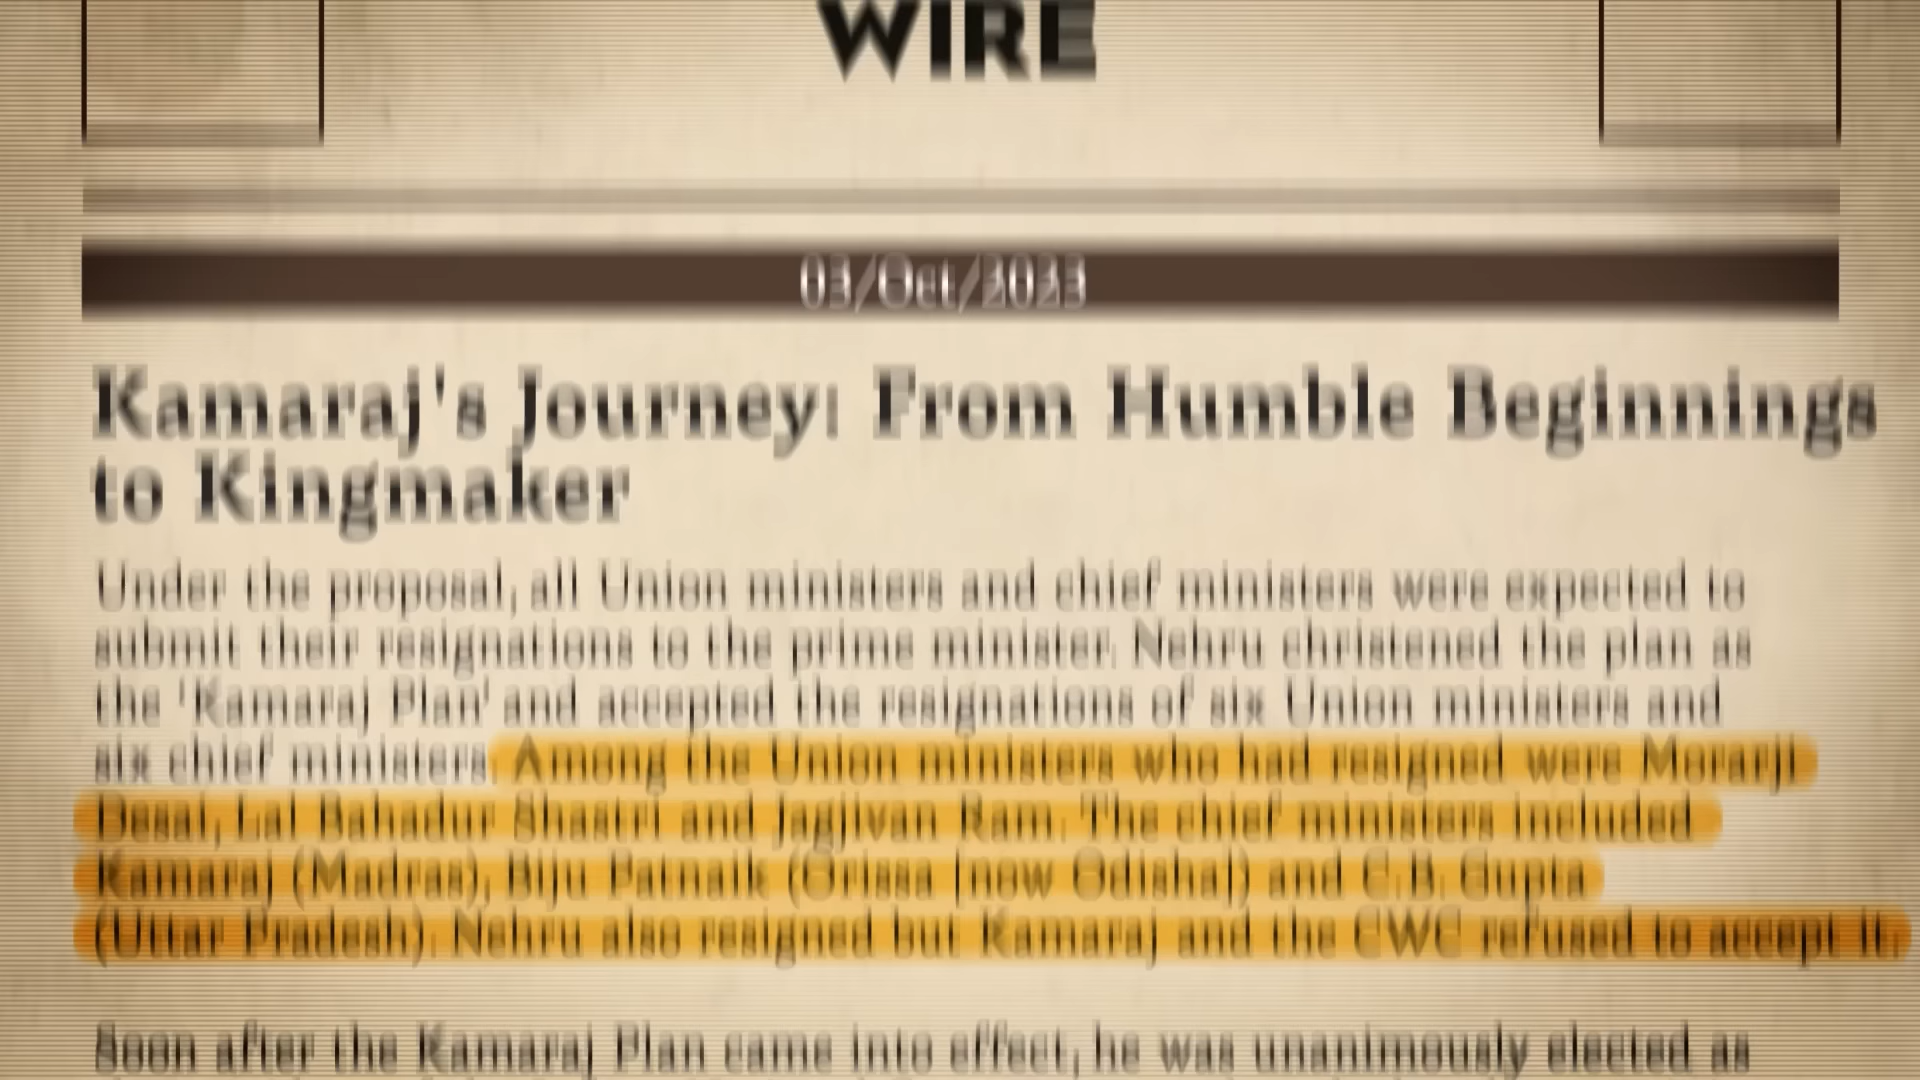 WIRE
03/Oct/2023
Kamaraj's Journey: From Humble Beginnings
to Kingmaker
Under the proposal, all Union ministers and chief ministers were expected to
submit their resignations to the prime minister. Nehru christened the plan as
the 'Kamaraj Plan' and accepted the resignations of six Union ministers and
six chief ministers. Among the Union ministers who had resigned were Morarji
Desai, Lal Bahadur Shastri and Jagjivan Ram. The chief ministers included
Kamaraj (Madras), Biju Patnaik (Orissa [now Odisha]) and C.B. Gupta
(Uttar Pradesh). Nehru also resigned but Kamaraj and the CWC refused to accept it.
Soon after the Kamaraj Plan came into effect, he was unanimously elected as